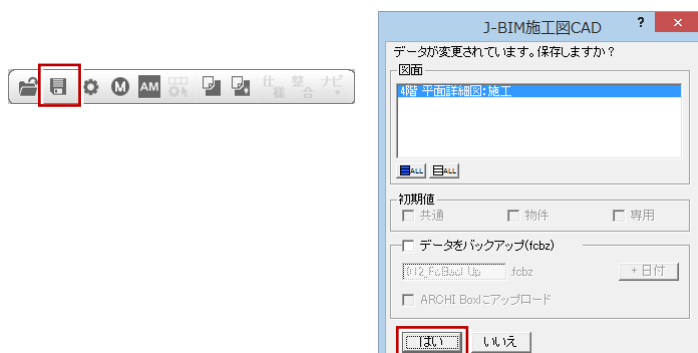 M
AM
仕様
整合
ナビ
J-BIM施工図CAD
?
×
データが変更されています。保存しますか?
図面
4階 平面詳細図:施工
ALL
ALL
初期値
共通
物件
専用
データをバックアップ(fcbz)
012_FcBackUp
.fcbz
+日付
ARCHI Boxにアップロード
はい
いいえ